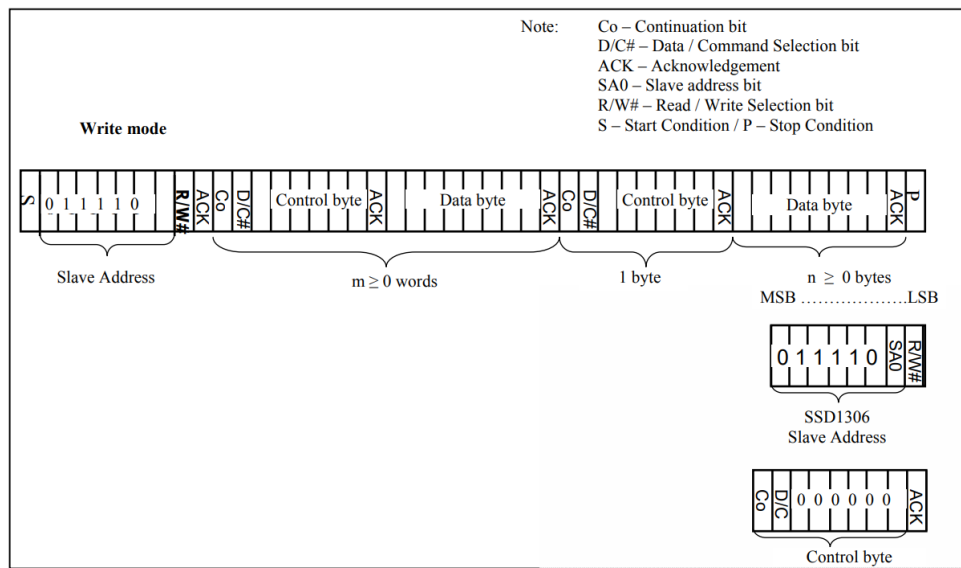 Note: Co – Continuation bit
D/C# – Data / Command Selection bit
ACK – Acknowledgement
SA0 – Slave address bit
R/W# – Read / Write Selection bit
S – Start Condition / P – Stop Condition
Write mode
S 0 1 1 1 1 0 R/W# ACK Co D/C# Control byte ACK Data byte ACK Co D/C# Control byte ACK Data byte ACK P
Slave Address m ≥ 0 words 1 byte n ≥ 0 bytes
MSB ……………….LSB
0 1 1 1 1 0 SA0 R/W#
SSD1306
Slave Address
Co D/C 0 0 0 0 0 0 ACK
Control byte